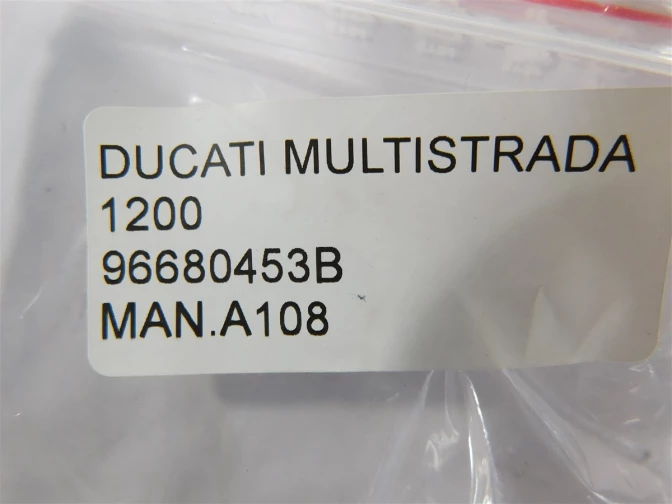 DUCATI MULTISTRADA
1200
96680453B
MAN.A108